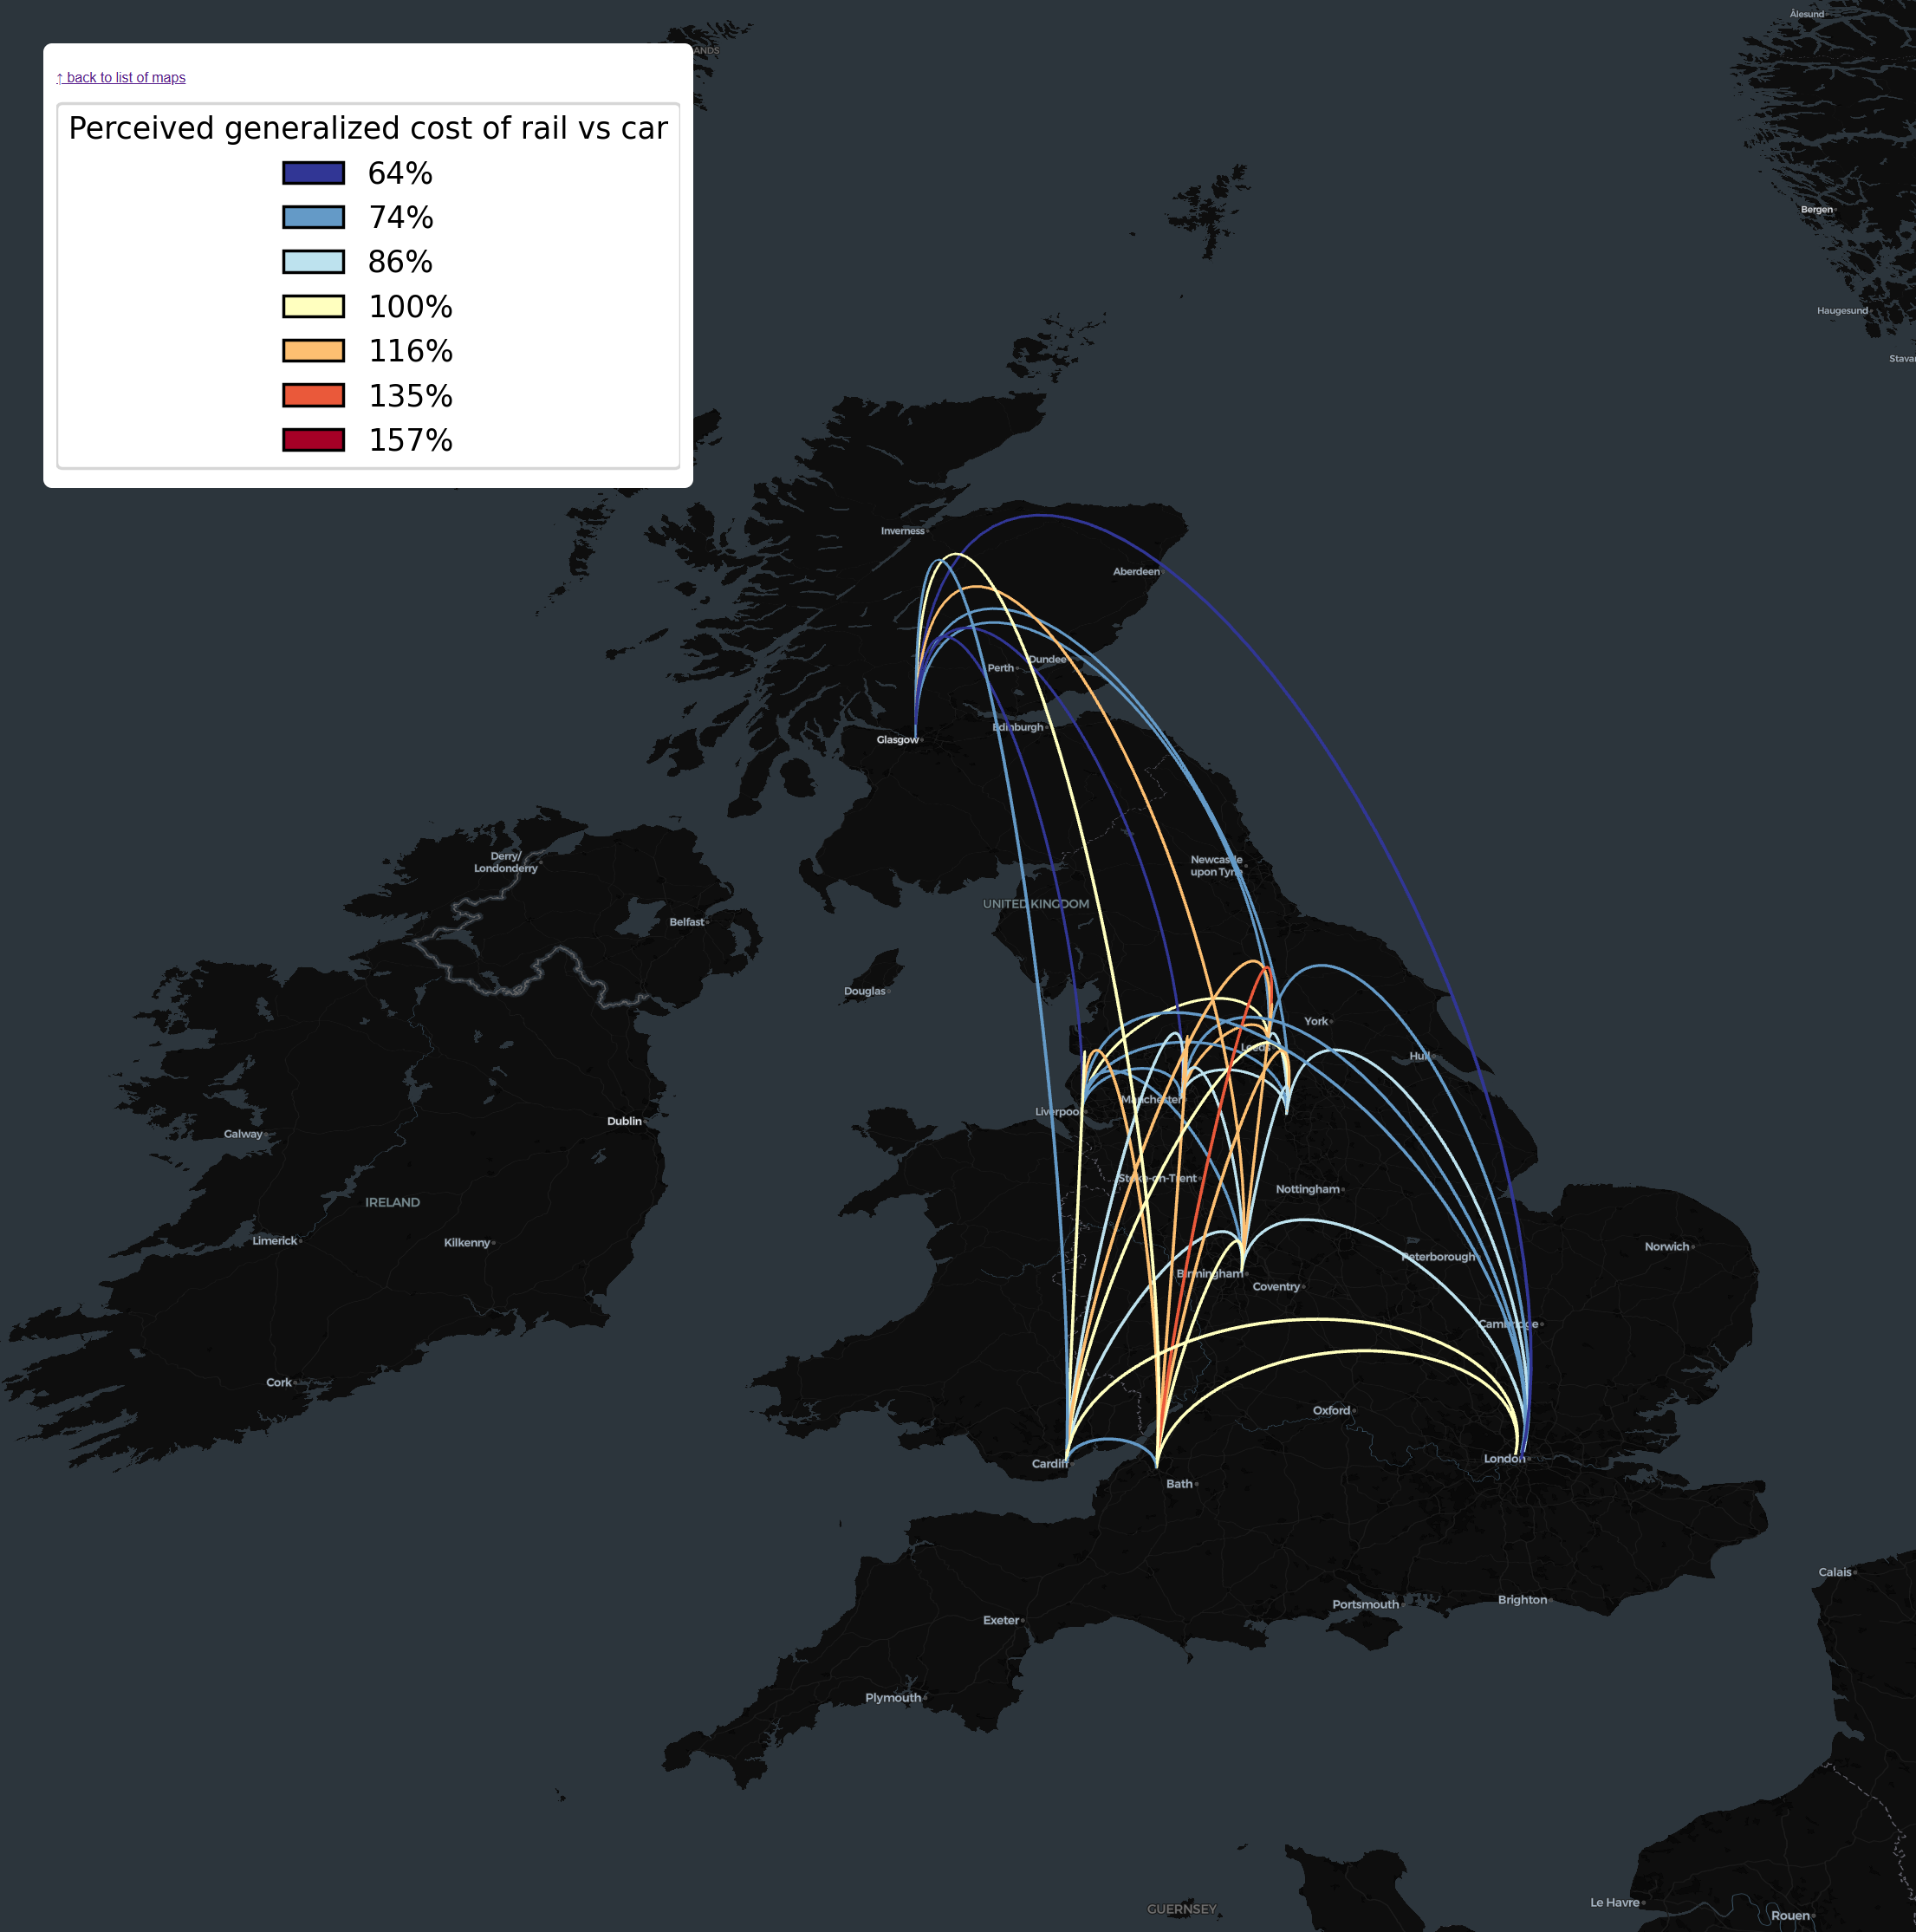 ↑ back to list of maps
Perceived generalized cost of rail vs car
64%
74%
86%
100%
116%
135%
157%
ANDS
Ålesund
Bergen
Haugesund
Stava
Inverness
Aberdeen
Perth
Dundee
Edinburgh
Glasgow
Derry/
Londonderry
Newcastle
upon Tyne
UNITED KINGDOM
Belfast
Douglas
York
Leeds
Hull
Manchester
Liverpool
Dublin
Galway
Stoke-on-Trent
Nottingham
IRELAND
Limerick
Kilkenny
Norwich
Peterborough
Birmingham
Coventry
Cambridge
Cork
Oxford
Cardiff
London
Bath
Calais
Portsmouth
Brighton
Exeter
Plymouth
Le Havre
GUERNSEY
Rouen